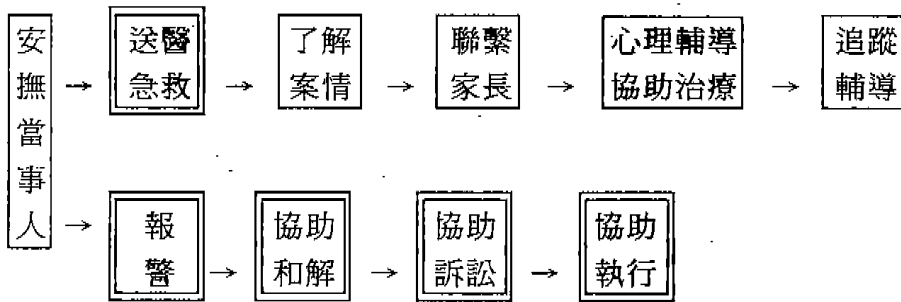 安撫當事人
→
送醫
急救
→
了解
案情
→
聯繫
家長
→
心理輔導
協助治療
→
追蹤
輔導
→
報
警
→
協助
和解
→
協助
訴訟
→
協助
執行